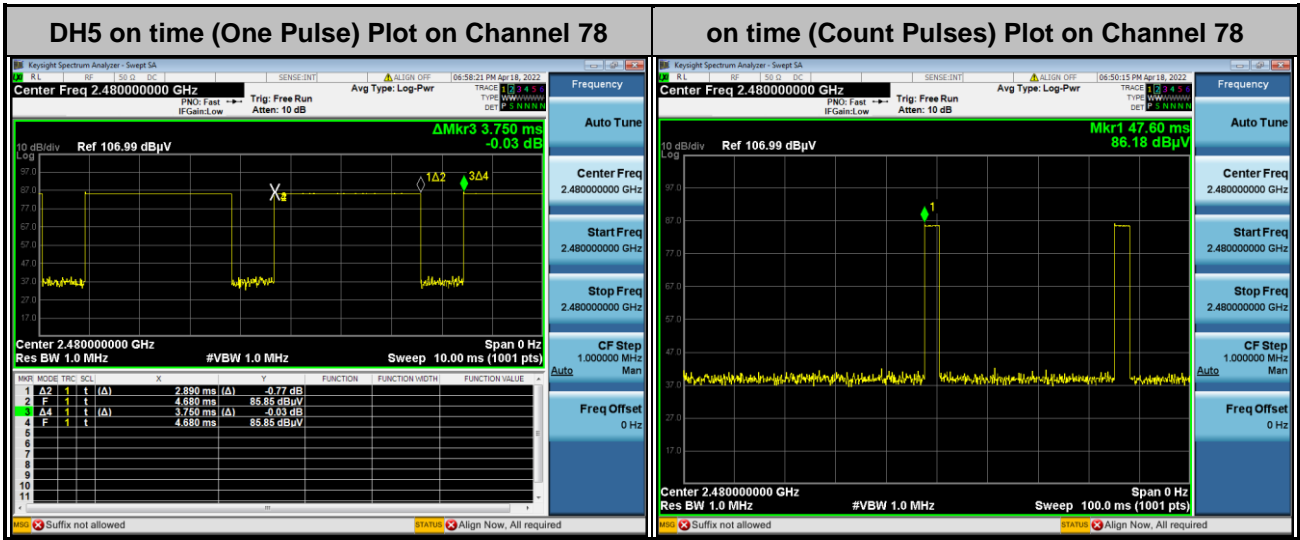 DH5 on time (One Pulse) Plot on Channel 78
Keysight Spectrum Analyzer - Swept SA
RL RF 50 Ω DC SENSE:INT ALIGN OFF 06:58:21 PM Apr 18, 2022
Center Freq 2.480000000 GHz
PNO: Fast
IFGain:Low
Trig: Free Run
Atten: 10 dB
Avg Type: Log-Pwr
TRACE 1 2 3 4 5 6
TYPE WWWWWW
DET P S N N N N
ΔMkr3 3.750 ms
-0.03 dB
10 dB/div Ref 106.99 dBµV
Log
97.0
87.0
77.0
67.0
57.0
47.0
37.0
27.0
17.0
1Δ2
3Δ4
Center 2.480000000 GHz Span 0 Hz
Res BW 1.0 MHz #VBW 1.0 MHz Sweep 10.00 ms (1001 pts)
MKR MODE TRC SCL X Y FUNCTION FUNCTION WIDTH FUNCTION VALUE
1 Δ2 1 t (Δ) 2.890 ms (Δ) -0.77 dB
2 F 1 t 4.680 ms 85.85 dBµV
3 Δ4 1 t (Δ) 3.750 ms (Δ) -0.03 dB
4 F 1 t 4.680 ms 85.85 dBµV
5
6
7
8
9
10
11
MSG Suffix not allowed STATUS Align Now, All required
Frequency
Auto Tune
Center Freq
2.480000000 GHz
Start Freq
2.480000000 GHz
Stop Freq
2.480000000 GHz
CF Step
1.000000 MHz
Auto Man
Freq Offset
0 Hz
on time (Count Pulses) Plot on Channel 78
Keysight Spectrum Analyzer - Swept SA
RL RF 50 Ω DC SENSE:INT ALIGN OFF 06:50:15 PM Apr 18, 2022
Center Freq 2.480000000 GHz
PNO: Fast
IFGain:Low
Trig: Free Run
Atten: 10 dB
Avg Type: Log-Pwr
TRACE 1 2 3 4 5 6
TYPE WWWWWW
DET P S N N N N
Mkr1 47.60 ms
86.18 dBµV
10 dB/div Ref 106.99 dBµV
Log
97.0
87.0
77.0
67.0
57.0
47.0
37.0
27.0
17.0
1
Center 2.480000000 GHz Span 0 Hz
Res BW 1.0 MHz #VBW 1.0 MHz Sweep 100.0 ms (1001 pts)
MSG Suffix not allowed STATUS Align Now, All required
Frequency
Auto Tune
Center Freq
2.480000000 GHz
Start Freq
2.480000000 GHz
Stop Freq
2.480000000 GHz
CF Step
1.000000 MHz
Auto Man
Freq Offset
0 Hz